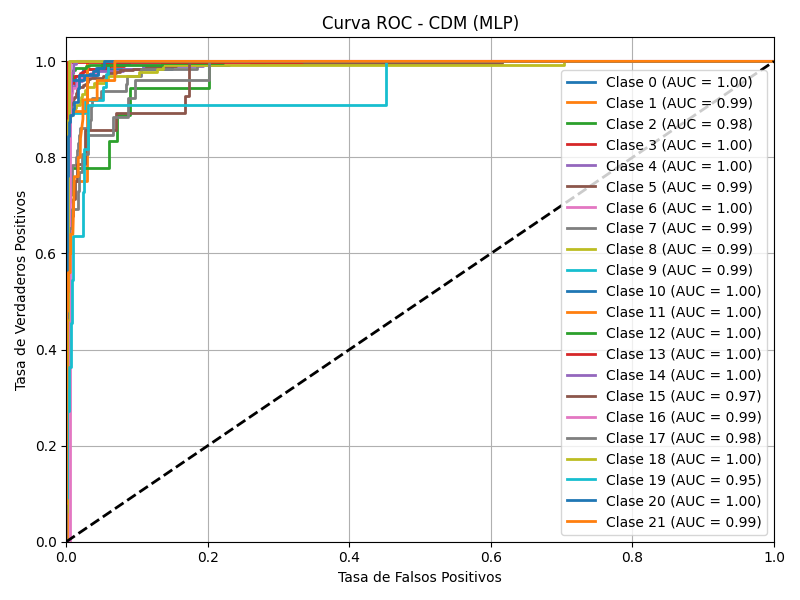 Curva ROC - CDM (MLP)
Tasa de Verdaderos Positivos
1.0
0.8
0.6
0.4
0.2
0.0
Clase 0 (AUC = 1.00)
Clase 1 (AUC = 0.99)
Clase 2 (AUC = 0.98)
Clase 3 (AUC = 1.00)
Clase 4 (AUC = 1.00)
Clase 5 (AUC = 0.99)
Clase 6 (AUC = 1.00)
Clase 7 (AUC = 0.99)
Clase 8 (AUC = 0.99)
Clase 9 (AUC = 0.99)
Clase 10 (AUC = 1.00)
Clase 11 (AUC = 1.00)
Clase 12 (AUC = 1.00)
Clase 13 (AUC = 1.00)
Clase 14 (AUC = 1.00)
Clase 15 (AUC = 0.97)
Clase 16 (AUC = 0.99)
Clase 17 (AUC = 0.98)
Clase 18 (AUC = 1.00)
Clase 19 (AUC = 0.95)
Clase 20 (AUC = 1.00)
Clase 21 (AUC = 0.99)
0.0 0.2 0.4 0.6 0.8 1.0
Tasa de Falsos Positivos